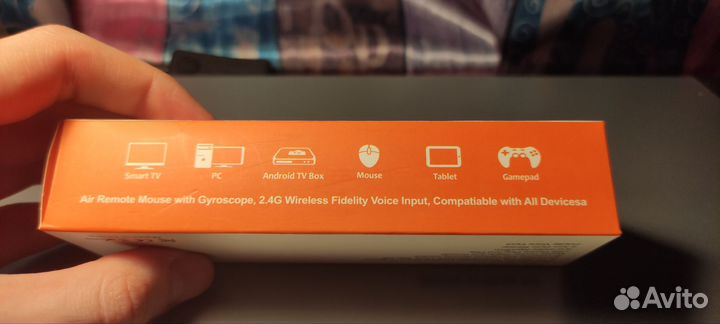 Smart TV PC Android TV Box Mouse Tablet Gamepad
Air Remote Mouse with Gyroscope, 2.4G Wireless Fidelity Voice Input, Compatiable with All Devicesa
Avito